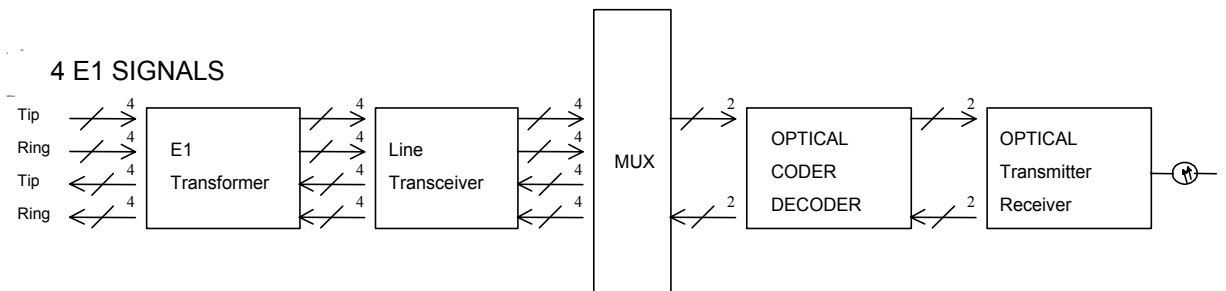 4 E1 SIGNALS
Tip
Ring
Tip
Ring
4
4
4
4
E1
Transformer
4
4
4
4
Line
Transceiver
4
4
4
4
MUX
2
2
OPTICAL
CODER
DECODER
2
2
OPTICAL
Transmitter
Receiver